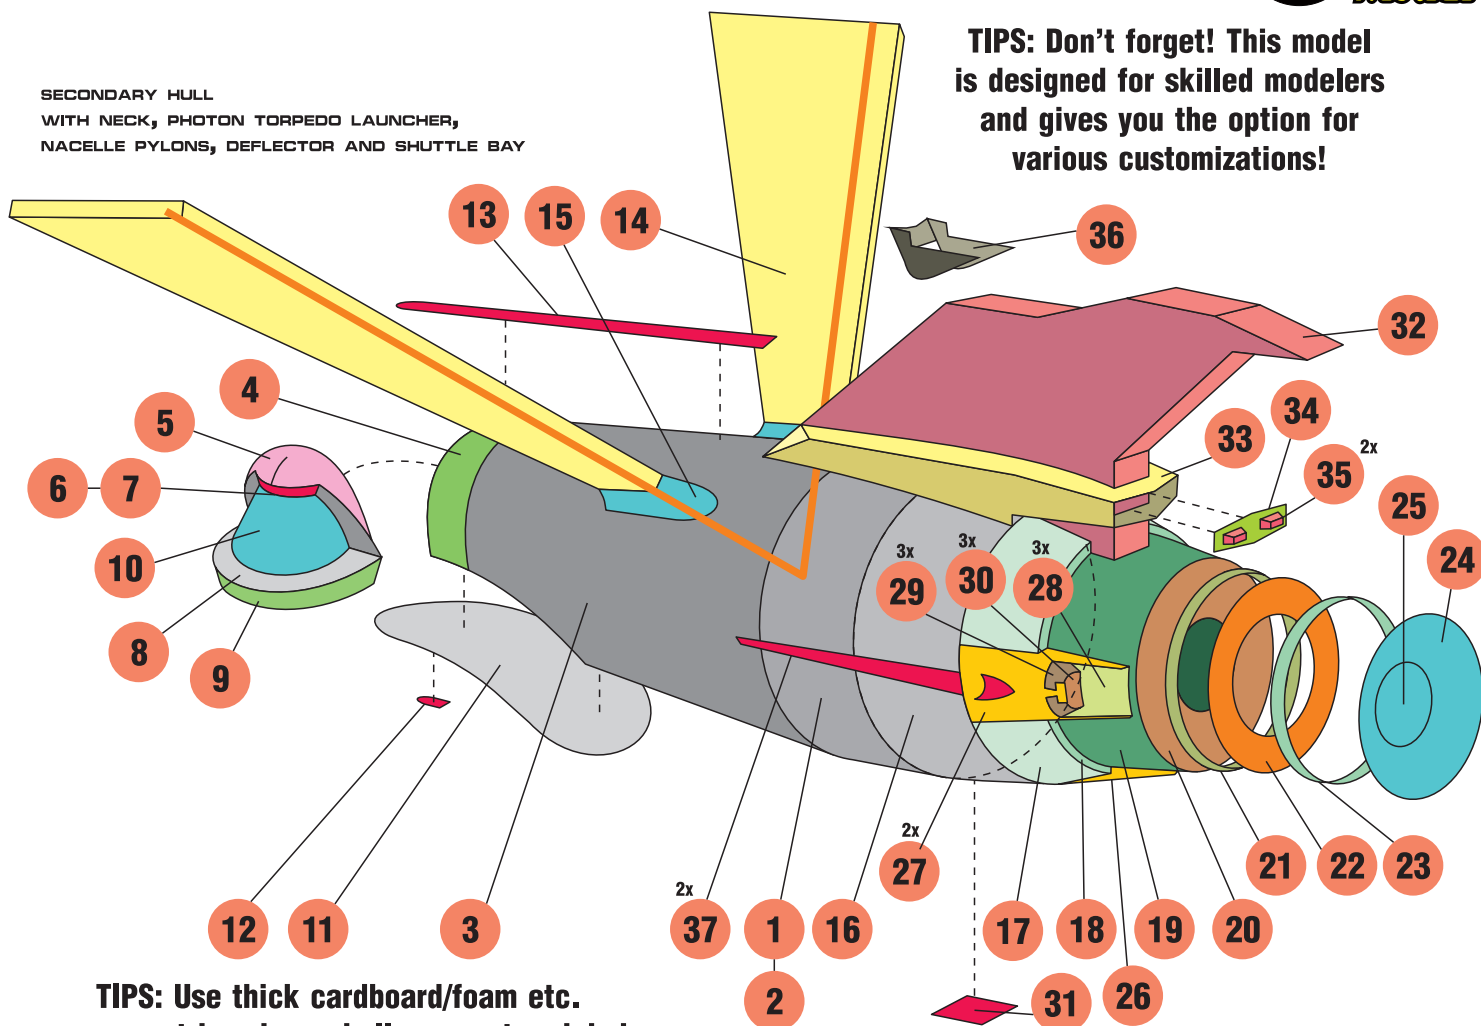 TIPS: Don't forget! This model
is designed for skilled modelers
and gives you the option for
various customizations!
SECONDARY HULL
WITH NECK, PHOTON TORPEDO LAUNCHER,
NACELLE PYLONS, DEFLECTOR AND SHUTTLE BAY
13
15
14
36
32
4
34
5
33
2x
35
6
7
25
3x
29
3x
30
3x
28
24
10
8
9
2x
27
21
22
23
12
11
3
2x
37
1
16
17
18
19
20
2
31
26
TIPS: Use thick cardboard/foam etc.